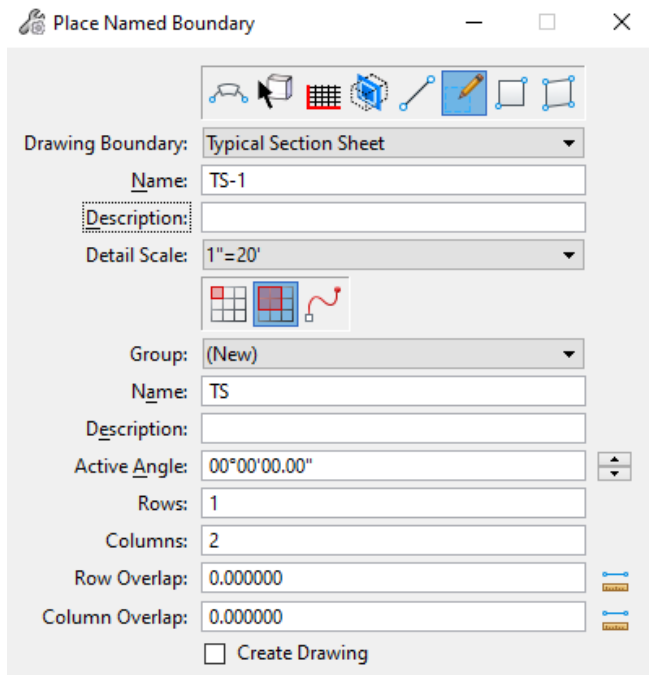 Place Named Boundary
Drawing Boundary: Typical Section Sheet
Name: TS-1
Description:
Detail Scale: 1"=20'
Group: (New)
Name: TS
Description:
Active Angle: 00°00'00.00"
Rows: 1
Columns: 2
Row Overlap: 0.000000
Column Overlap: 0.000000
Create Drawing